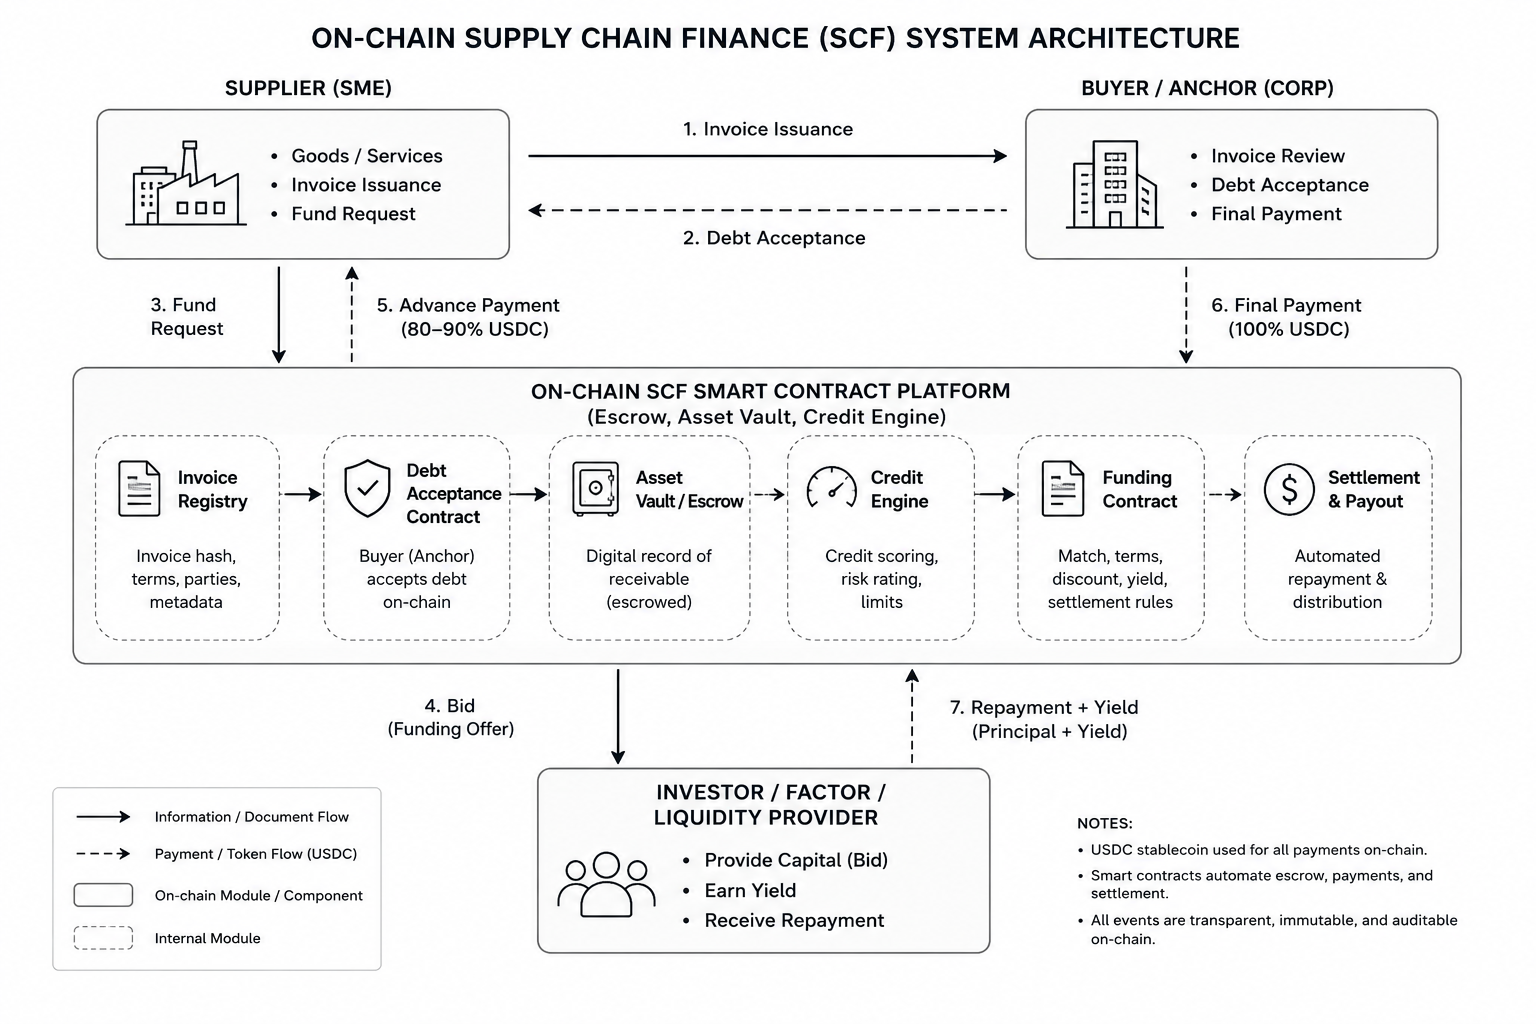 ON-CHAIN SUPPLY CHAIN FINANCE (SCF) SYSTEM ARCHITECTURE
SUPPLIER (SME)
• Goods / Services
• Invoice Issuance
• Fund Request
1. Invoice Issuance
2. Debt Acceptance
BUYER / ANCHOR (CORP)
• Invoice Review
• Debt Acceptance
• Final Payment
3. Fund
Request
5. Advance Payment
(80–90% USDC)
6. Final Payment
(100% USDC)
ON-CHAIN SCF SMART CONTRACT PLATFORM
(Escrow, Asset Vault, Credit Engine)
Invoice
Registry
Invoice hash,
terms, parties,
metadata
Debt
Acceptance
Contract
Buyer (Anchor)
accepts debt
on-chain
Asset
Vault / Escrow
Digital record of
receivable
(escrowed)
Credit
Engine
Credit scoring,
risk rating,
limits
Funding
Contract
Match, terms,
discount, yield,
settlement rules
$
Settlement
& Payout
Automated
repayment &
distribution
4. Bid
(Funding Offer)
7. Repayment + Yield
(Principal + Yield)
INVESTOR / FACTOR /
LIQUIDITY PROVIDER
• Provide Capital (Bid)
• Earn Yield
• Receive Repayment
Information / Document Flow
Payment / Token Flow (USDC)
On-chain Module / Component
Internal Module
NOTES:
• USDC stablecoin used for all payments on-chain.
• Smart contracts automate escrow, payments, and
settlement.
• All events are transparent, immutable, and auditable
on-chain.